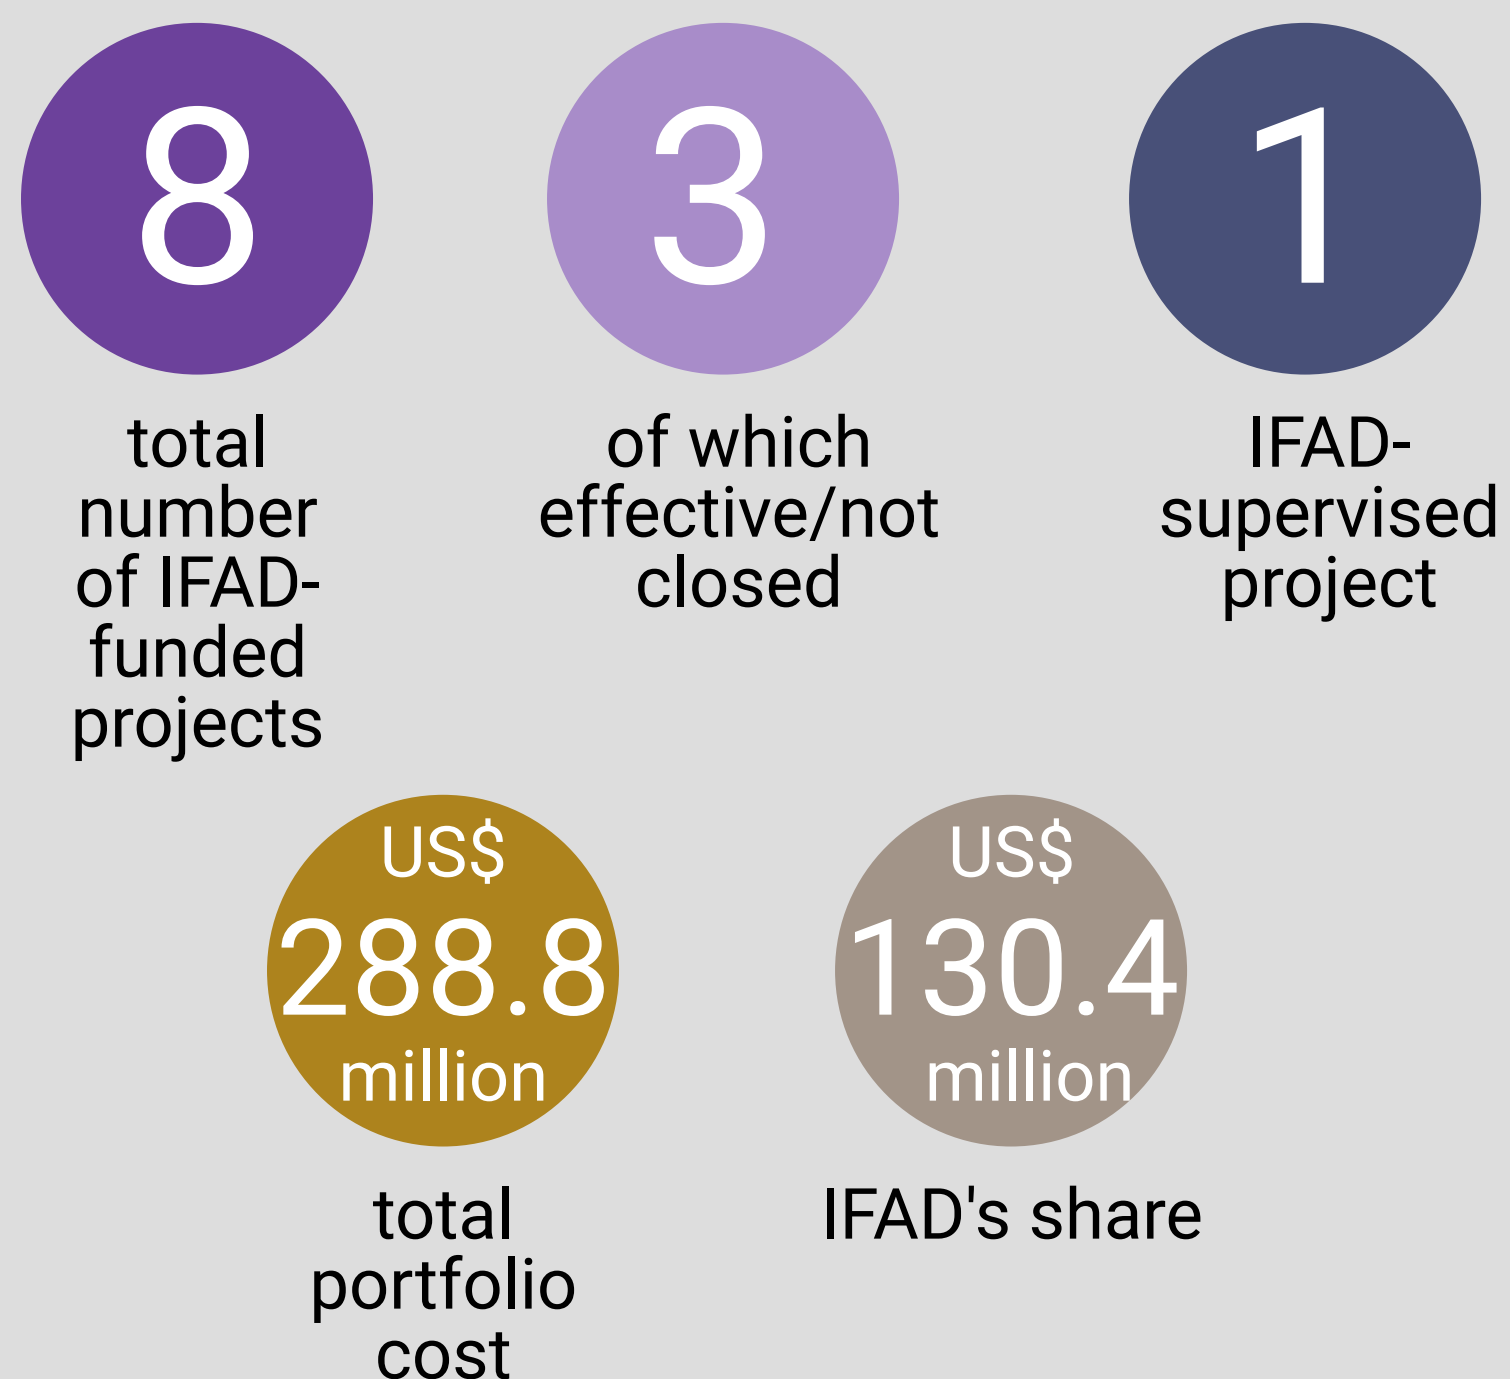 8
total
number
of IFAD-
funded
projects
3
of which
effective/not
closed
1
IFAD-
supervised
project
US$
288.8
million
total
portfolio
cost
US$
130.4
million
IFAD's share